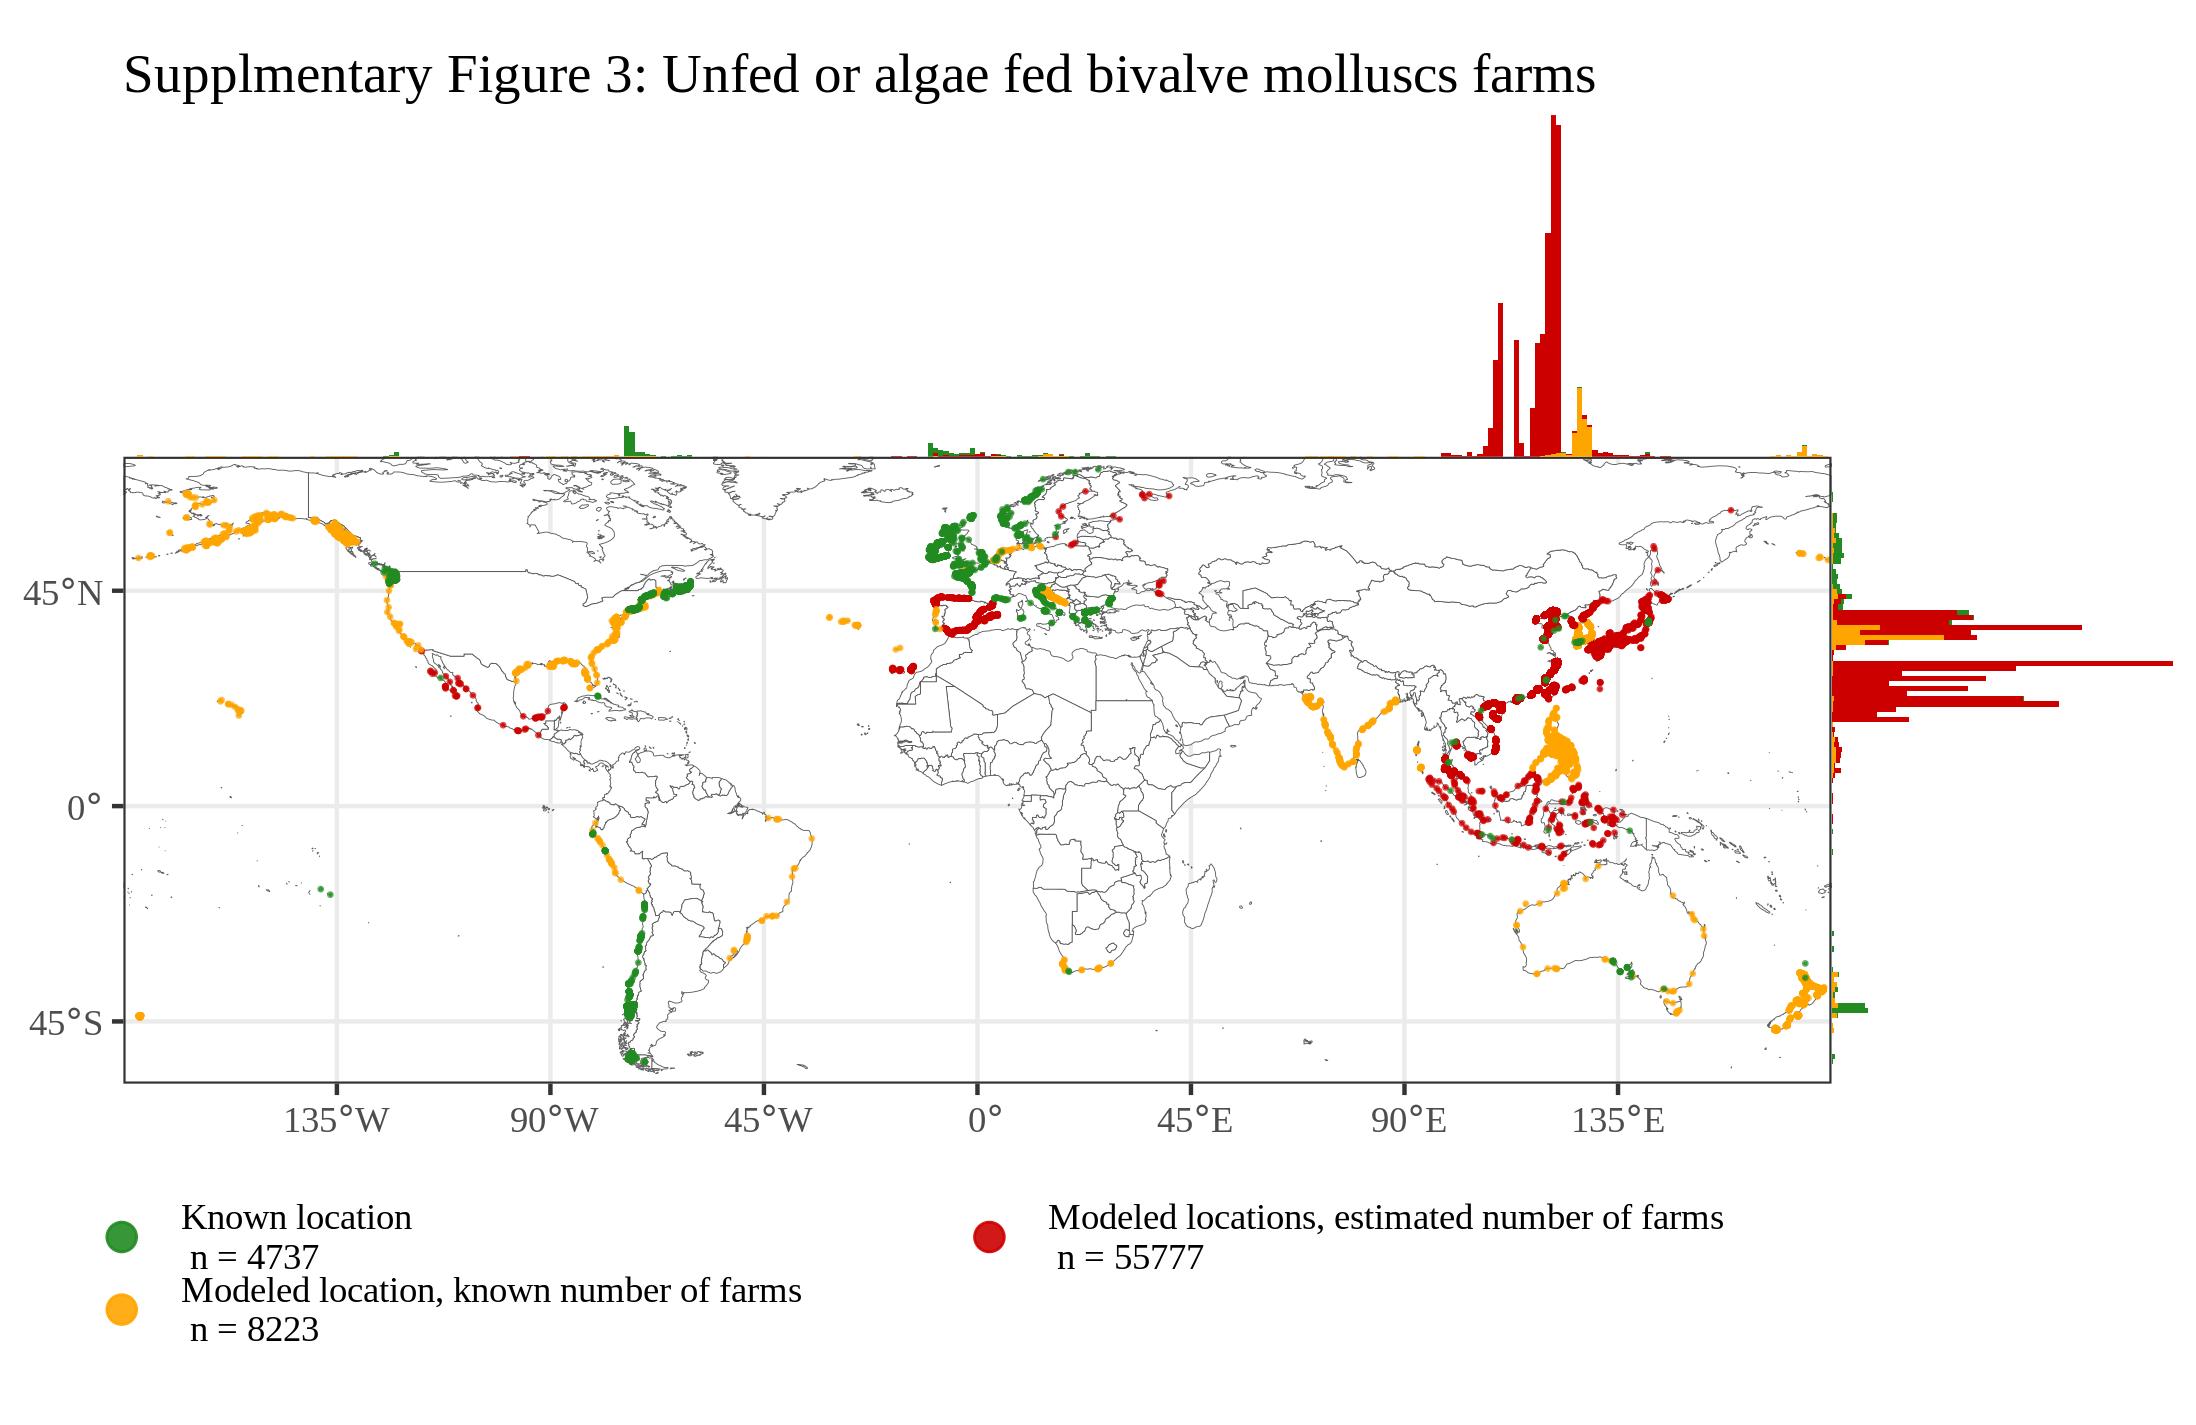 Supplmentary Figure 3: Unfed or algae fed bivalve molluscs farms
45°N
0°
45°S
135°W 90°W 45°W 0° 45°E 90°E 135°E
Known location
n = 4737
Modeled location, known number of farms
n = 8223
Modeled locations, estimated number of farms
n = 55777